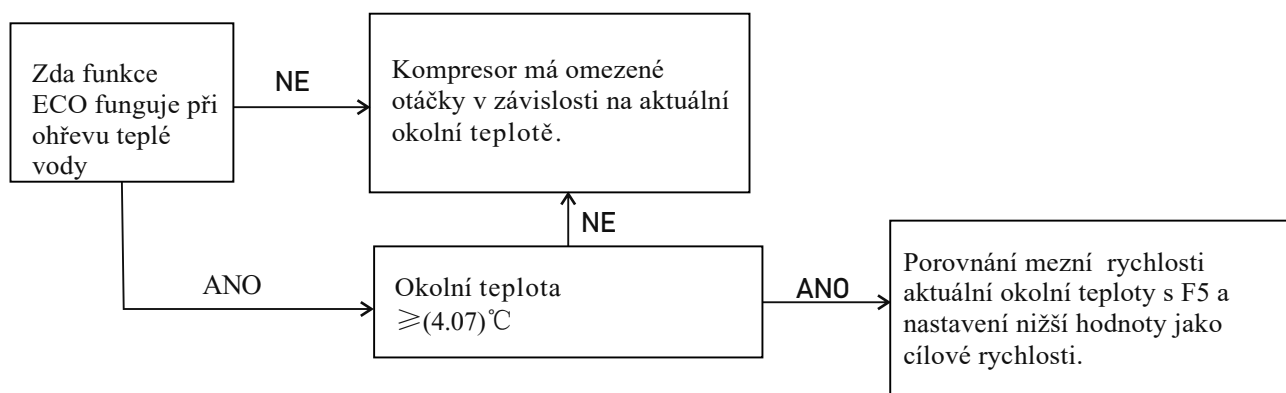 Zda funkce
ECO funguje při
ohřevu teplé
vody
NE
Kompresor má omezené
otáčky v závislosti na aktuální
okolní teplotě.
NE
ANO
Okolní teplota
≥(4.07)℃
ANO
Porovnání mezní rychlosti
aktuální okolní teploty s F5 a
nastavení nižší hodnoty jako
cílové rychlosti.